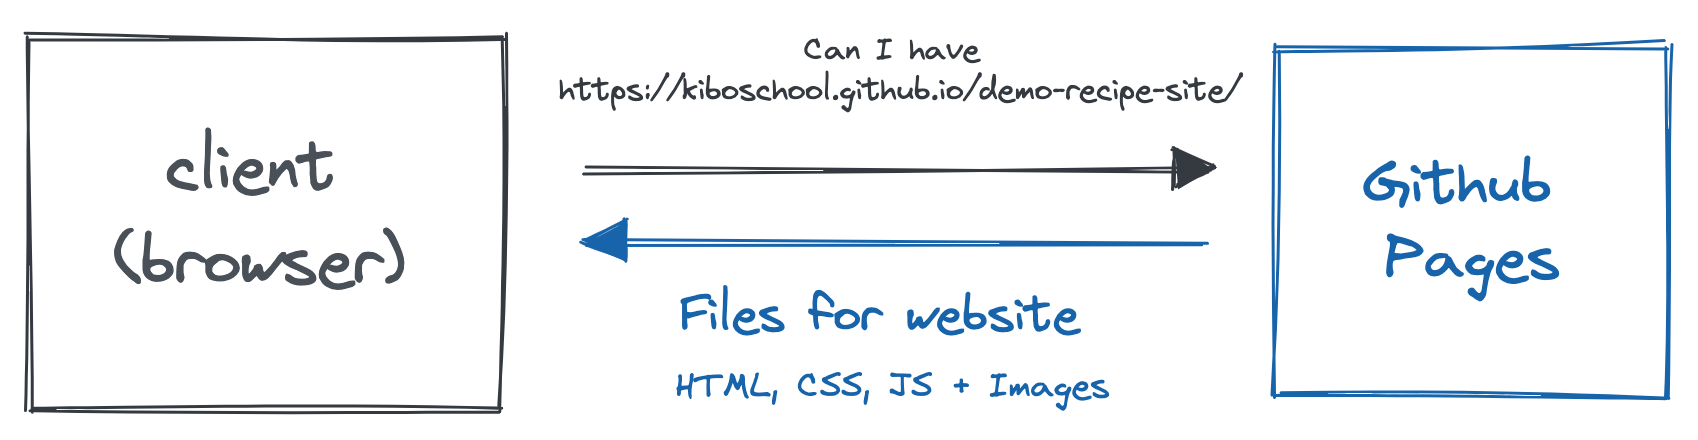 client
(browser)
Can I have
https://kiboschool.github.io/demo-recipe-site/
Files for website
HTML, CSS, JS + Images
Github
Pages